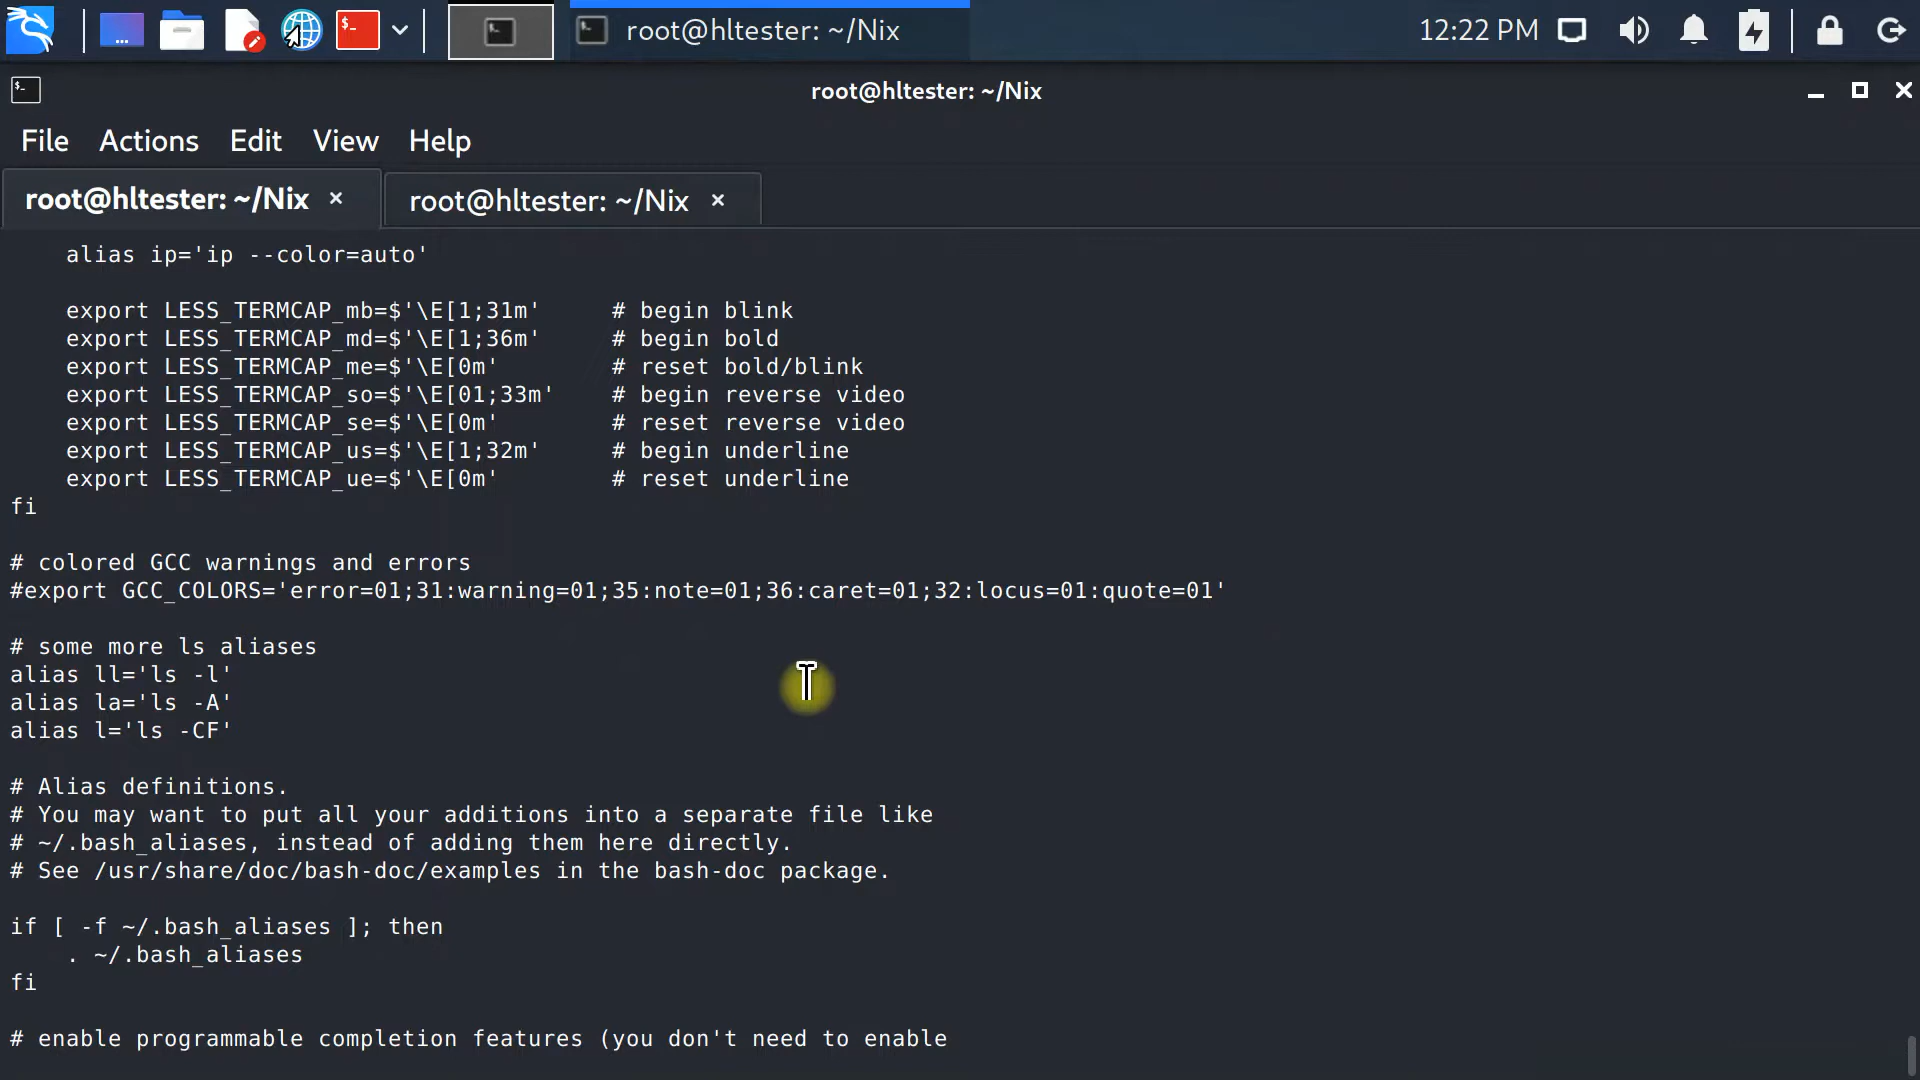 $-
root@hltester: ~/Nix
12:22 PM
root@hltester: ~/Nix
File Actions Edit View Help
root@hltester: ~/Nix × root@hltester: ~/Nix ×
    alias ip='ip --color=auto'
    export LESS_TERMCAP_mb=$'\E[1;31m'     # begin blink
    export LESS_TERMCAP_md=$'\E[1;36m'     # begin bold
    export LESS_TERMCAP_me=$'\E[0m'        # reset bold/blink
    export LESS_TERMCAP_so=$'\E[01;33m'    # begin reverse video
    export LESS_TERMCAP_se=$'\E[0m'        # reset reverse video
    export LESS_TERMCAP_us=$'\E[1;32m'     # begin underline
    export LESS_TERMCAP_ue=$'\E[0m'        # reset underline
fi
# colored GCC warnings and errors
#export GCC_COLORS='error=01;31:warning=01;35:note=01;36:caret=01;32:locus=01:quote=01'
# some more ls aliases
alias ll='ls -l'
alias la='ls -A'
alias l='ls -CF'
# Alias definitions.
# You may want to put all your additions into a separate file like
# ~/.bash_aliases, instead of adding them here directly.
# See /usr/share/doc/bash-doc/examples in the bash-doc package.
if [ -f ~/.bash_aliases ]; then
    . ~/.bash_aliases
fi
# enable programmable completion features (you don't need to enable